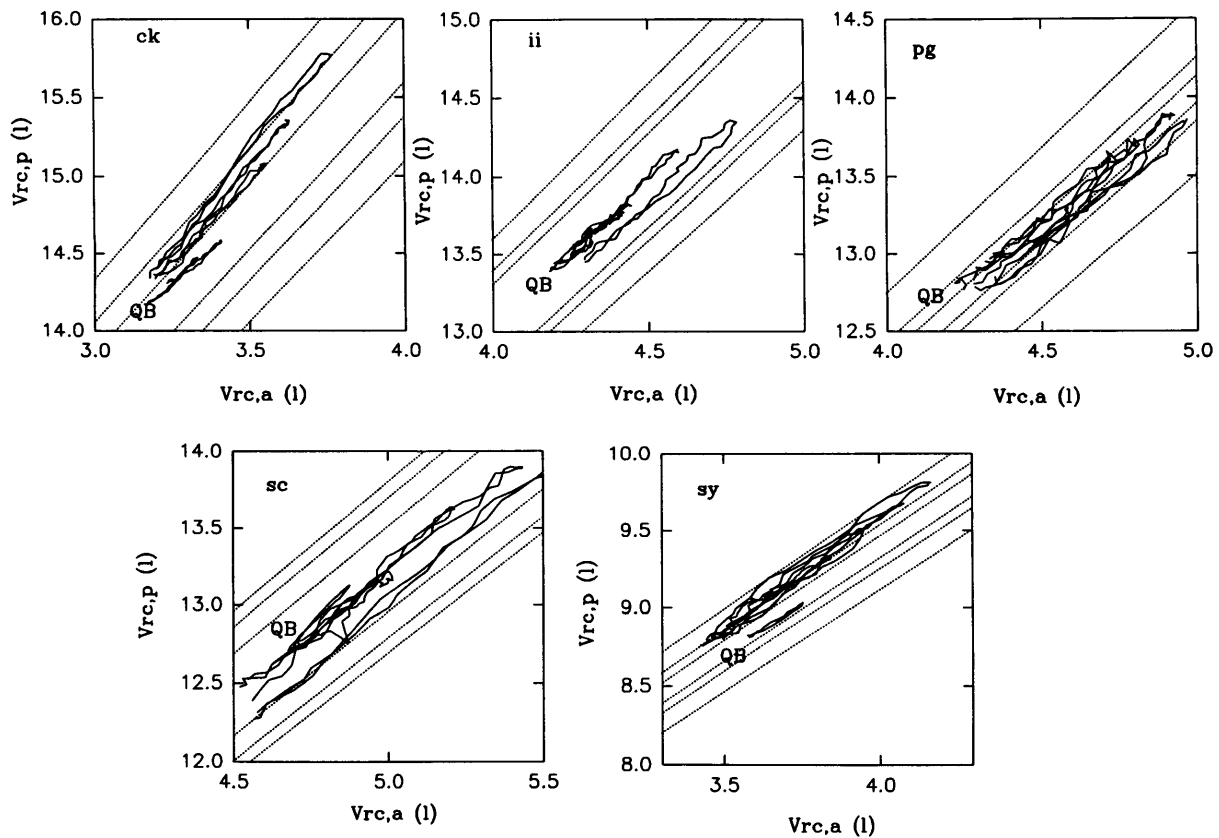 ck
Vrc,p (l)
16.0
15.5
15.0
14.5
14.0
QB
3.0 3.5 4.0
Vrc,a (l)
ii
Vrc,p (l)
15.0
14.5
14.0
13.5
13.0
QB
4.0 4.5 5.0
Vrc,a (l)
pg
Vrc,p (l)
14.5
14.0
13.5
13.0
12.5
QB
4.0 4.5 5.0
Vrc,a (l)
sc
Vrc,p (l)
14.0
13.5
13.0
12.5
12.0
QB
4.5 5.0 5.5
Vrc,a (l)
sy
Vrc,p (l)
10.0
9.5
9.0
8.5
8.0
QB
3.5 4.0
Vrc,a (l)